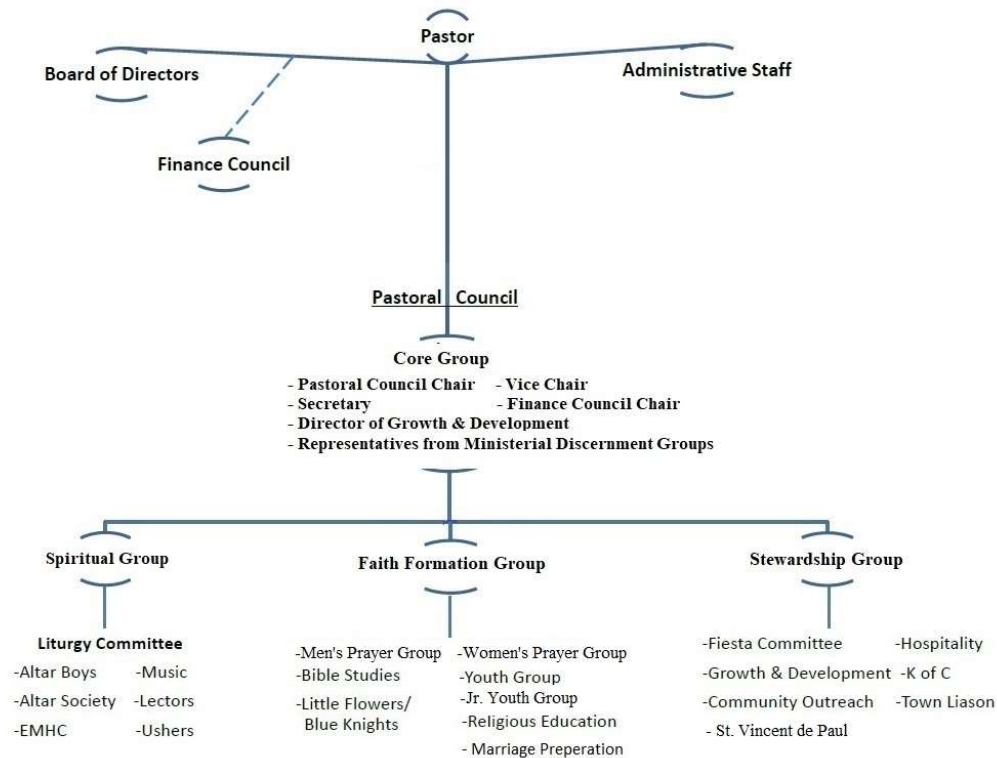 Pastor
Board of Directors
Administrative Staff
Finance Council
Pastoral Council
Core Group
- Pastoral Council Chair - Vice Chair
- Secretary - Finance Council Chair
- Director of Growth & Development
- Representatives from Ministerial Discernment Groups
Spiritual Group
Liturgy Committee
-Altar Boys -Music
-Altar Society -Lectors
-EMHC -Ushers
Faith Formation Group
-Men's Prayer Group -Women's Prayer Group
-Bible Studies -Youth Group
-Jr. Youth Group
-Little Flowers/
Blue Knights
-Religious Education
- Marriage Preperation
Stewardship Group
-Fiesta Committee -Hospitality
-Growth & Development -K of C
-Community Outreach -Town Liason
- St. Vincent de Paul